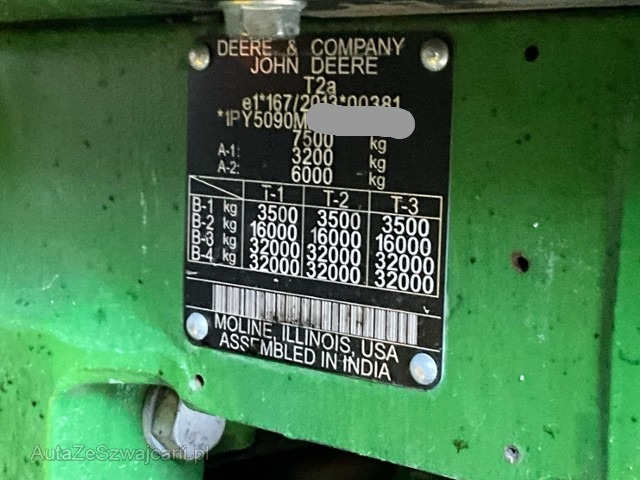 DEERE & COMPANY
JOHN DEERE
T2a
e1*167/2013*00381
*1PY5090M
7500 kg
A-1: 3200 kg
A-2: 6000 kg
T-1 T-2 T-3
B-1 kg 3500 3500 3500
B-2 kg 16000 16000 16000
B-3 kg 32000 32000 32000
B-4 kg 32000 32000 32000
MOLINE, ILLINOIS, USA
ASSEMBLED IN INDIA
AutaZeSzwajcarii.pl